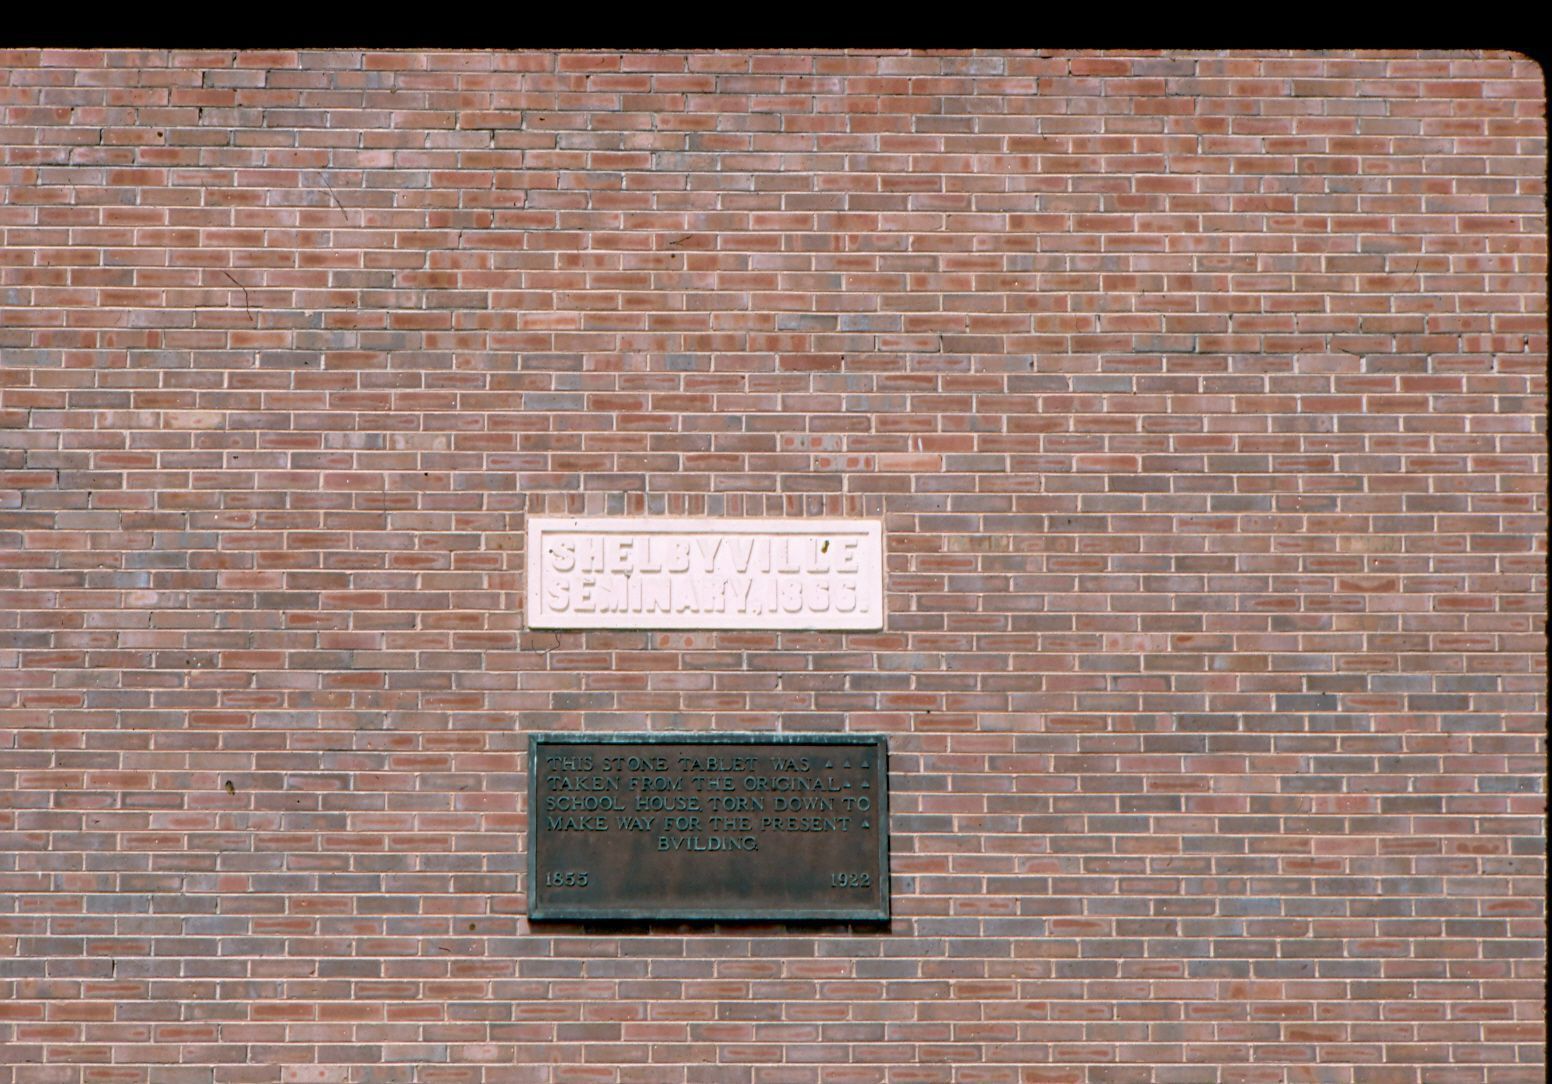 SHELBYVILLE
SEMINARY, 1855.
THIS STONE TABLET WAS
TAKEN FROM THE ORIGINAL
SCHOOL HOUSE, TORN DOWN TO
MAKE WAY FOR THE PRESENT
BVILDING.
1855 1922